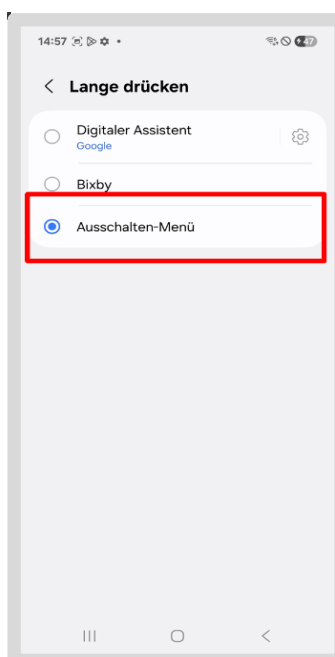 14:57
47
Lange drücken
Digitaler Assistent
Google
Bixby
Ausschalten-Menü